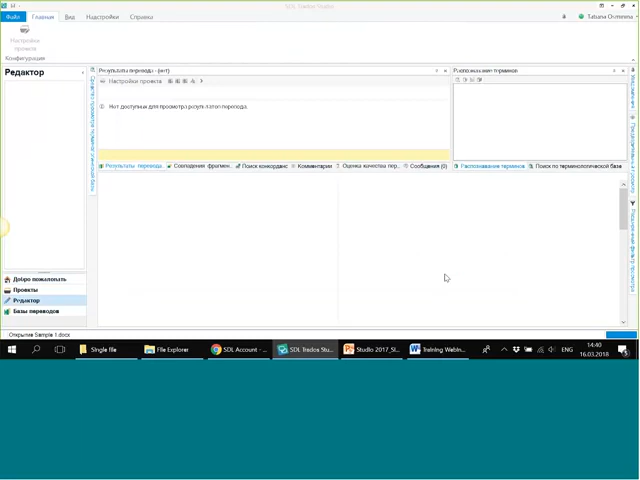 SDL Trados Studio
Файл Главная Вид Надстройки Справка
Tatiana Osminina
Настройки
проекта
Конфигурация
Редактор
Результаты перевода - (нет)
Распознавание терминов
Настройки проекта
Нет доступных для просмотра результатов перевода.
Результаты перевода
Совпадения фрагмен...
Поиск конкорданс
Комментарии
Оценка качества пер...
Сообщения (0)
Распознавание терминов
Поиск по терминологической базе
Добро пожаловать
Проекты
Редактор
Базы переводов
Открытие Sample 1.docx
Single file
File Explorer
SDL Account - ...
SDL Trados Stu...
Studio 2017_SI...
Training Webin...
ENG
14:40
16.03.2018